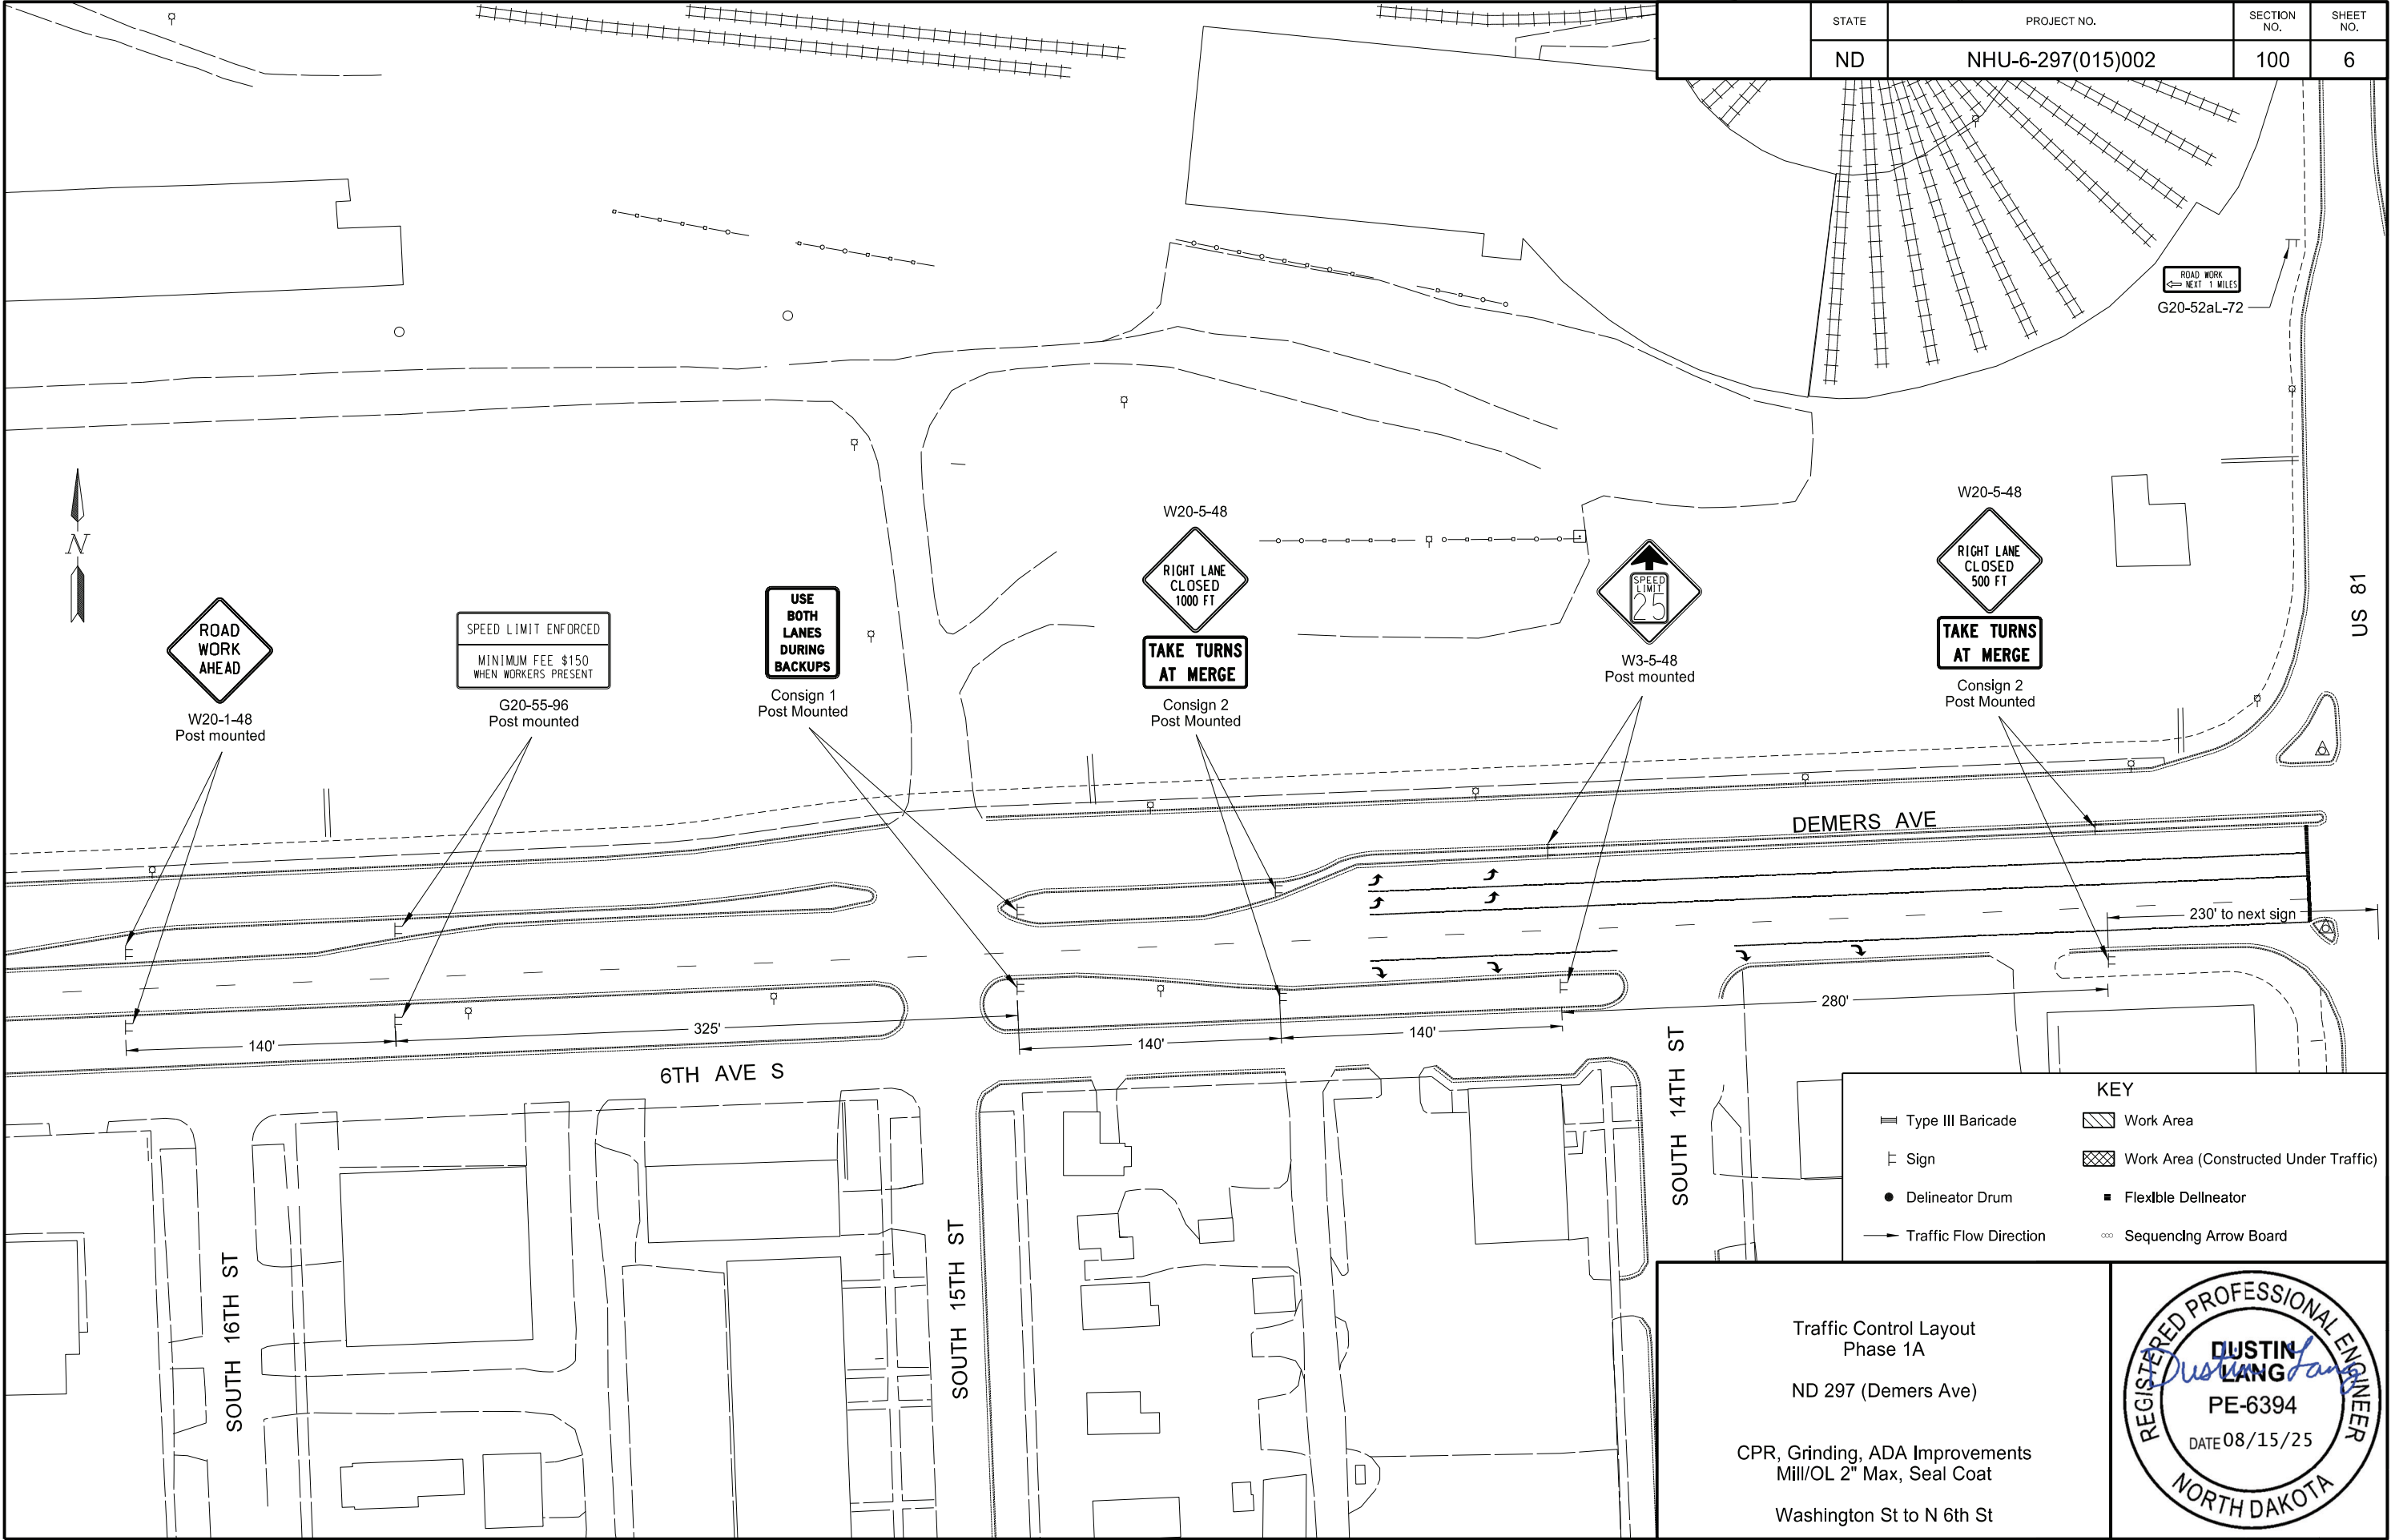 STATE
PROJECT NO.
SECTION
NO.
SHEET
NO.
ND
NHU-6-297(015)002
100
6
ROAD WORK
NEXT 1 MILES
G20-52aL-72
US 81
N
ROAD
WORK
AHEAD
W20-1-48
Post mounted
SPEED LIMIT ENFORCED
MINIMUM FEE $150
WHEN WORKERS PRESENT
G20-55-96
Post mounted
USE
BOTH
LANES
DURING
BACKUPS
Consign 1
Post Mounted
W20-5-48
RIGHT LANE
CLOSED
1000 FT
TAKE TURNS
AT MERGE
Consign 2
Post Mounted
SPEED
LIMIT
25
W3-5-48
Post mounted
W20-5-48
RIGHT LANE
CLOSED
500 FT
TAKE TURNS
AT MERGE
Consign 2
Post Mounted
DEMERS AVE
230' to next sign
140'
325'
140'
140'
280'
6TH AVE S
SOUTH 16TH ST
SOUTH 15TH ST
SOUTH 14TH ST
KEY
Type III Baricade
Work Area
Sign
Work Area (Constructed Under Traffic)
Delineator Drum
Flexible Delineator
Traffic Flow Direction
Sequencing Arrow Board
Traffic Control Layout
Phase 1A
ND 297 (Demers Ave)
CPR, Grinding, ADA Improvements
Mill/OL 2" Max, Seal Coat
Washington St to N 6th St
REGISTERED PROFESSIONAL ENGINEER
DUSTIN
LANG
Dustin Lang
PE-6394
DATE 08/15/25
NORTH DAKOTA